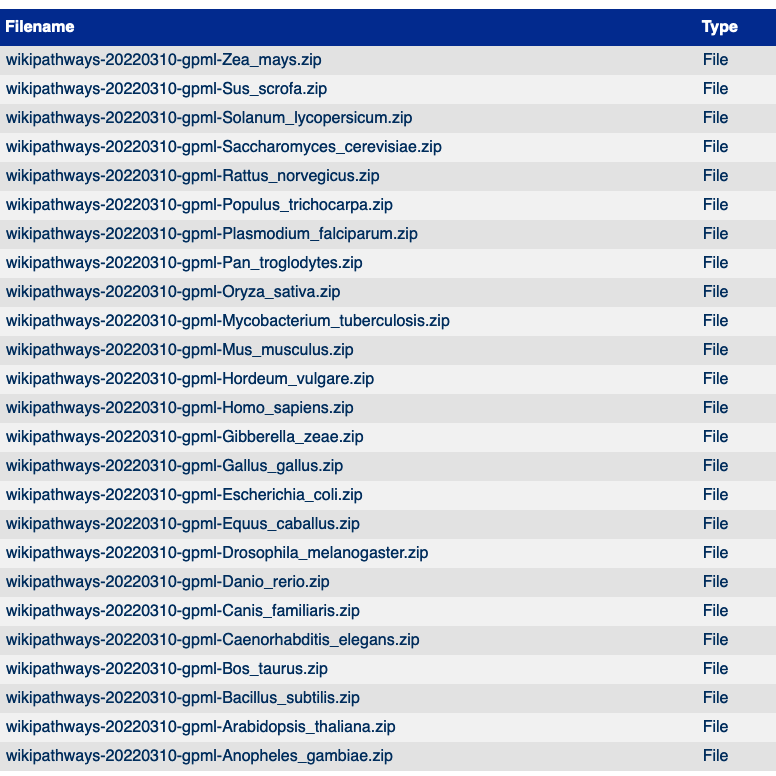 Filename Type
wikipathways-20220310-gpml-Zea_mays.zip File
wikipathways-20220310-gpml-Sus_scrofa.zip File
wikipathways-20220310-gpml-Solanum_lycopersicum.zip File
wikipathways-20220310-gpml-Saccharomyces_cerevisiae.zip File
wikipathways-20220310-gpml-Rattus_norvegicus.zip File
wikipathways-20220310-gpml-Populus_trichocarpa.zip File
wikipathways-20220310-gpml-Plasmodium_falciparum.zip File
wikipathways-20220310-gpml-Pan_troglodytes.zip File
wikipathways-20220310-gpml-Oryza_sativa.zip File
wikipathways-20220310-gpml-Mycobacterium_tuberculosis.zip File
wikipathways-20220310-gpml-Mus_musculus.zip File
wikipathways-20220310-gpml-Hordeum_vulgare.zip File
wikipathways-20220310-gpml-Homo_sapiens.zip File
wikipathways-20220310-gpml-Gibberella_zeae.zip File
wikipathways-20220310-gpml-Gallus_gallus.zip File
wikipathways-20220310-gpml-Escherichia_coli.zip File
wikipathways-20220310-gpml-Equus_caballus.zip File
wikipathways-20220310-gpml-Drosophila_melanogaster.zip File
wikipathways-20220310-gpml-Danio_rerio.zip File
wikipathways-20220310-gpml-Canis_familiaris.zip File
wikipathways-20220310-gpml-Caenorhabditis_elegans.zip File
wikipathways-20220310-gpml-Bos_taurus.zip File
wikipathways-20220310-gpml-Bacillus_subtilis.zip File
wikipathways-20220310-gpml-Arabidopsis_thaliana.zip File
wikipathways-20220310-gpml-Anopheles_gambiae.zip File